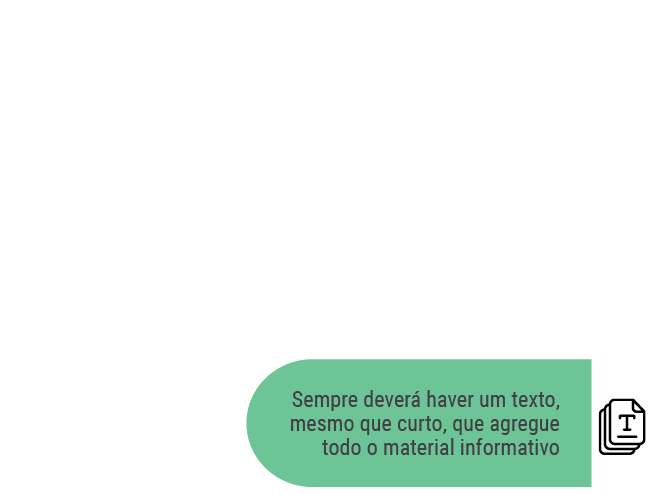 Sempre deverá haver um texto,
mesmo que curto, que agregue
todo o material informativo
T